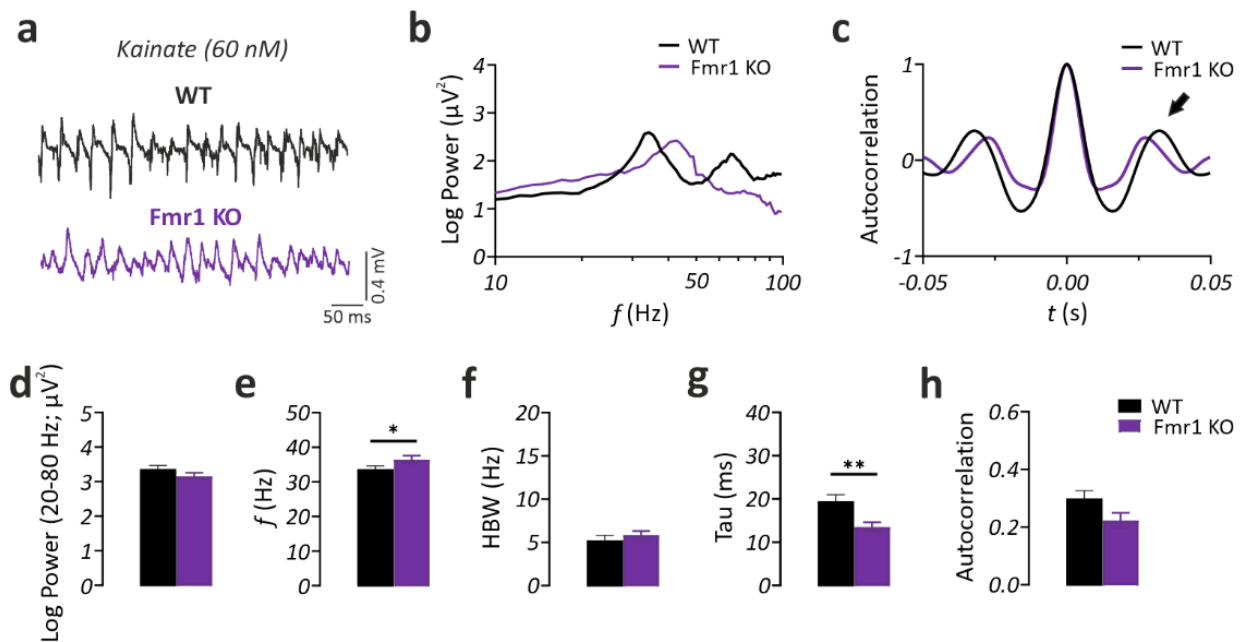 a
Kainate (60 nM)
WT
Fmr1 KO
0.4 mV
50 ms
b
WT
Fmr1 KO
Log Power (µV²)
4
3
2
1
0
10
50
100
f (Hz)
c
WT
Fmr1 KO
Autocorrelation
1
0
-1
-0.05
0.00
0.05
t (s)
d
Log Power (20-80 Hz; µV²)
5
4
3
2
1
0
e
f (Hz)
50
40
30
20
10
0
*
f
HBW (Hz)
20
15
10
5
0
g
Tau (ms)
40
30
20
10
0
**
h
Autocorrelation
0.6
0.4
0.2
0.0
WT
Fmr1 KO